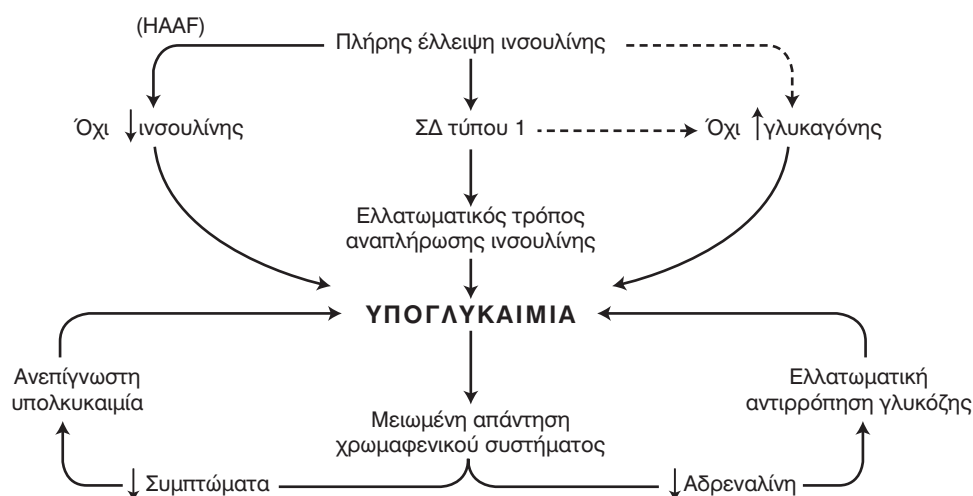 (HAAF)
Πλήρης έλλειψη ινσουλίνης
Όχι ↓ινσουλίνης
ΣΔ τύπου 1
Όχι ↑γλυκαγόνης
Ελλατωματικός τρόπος
αναπλήρωσης ινσουλίνης
ΥΠΟΓΛΥΚΑΙΜΙΑ
Ανεπίγνωστη
υπολκυκαιμία
Μειωμένη απάντηση
χρωμαφενικού συστήματος
Ελλατωματική
αντιρρόπηση γλυκόζης
↓Συμπτώματα
↓Αδρεναλίνη